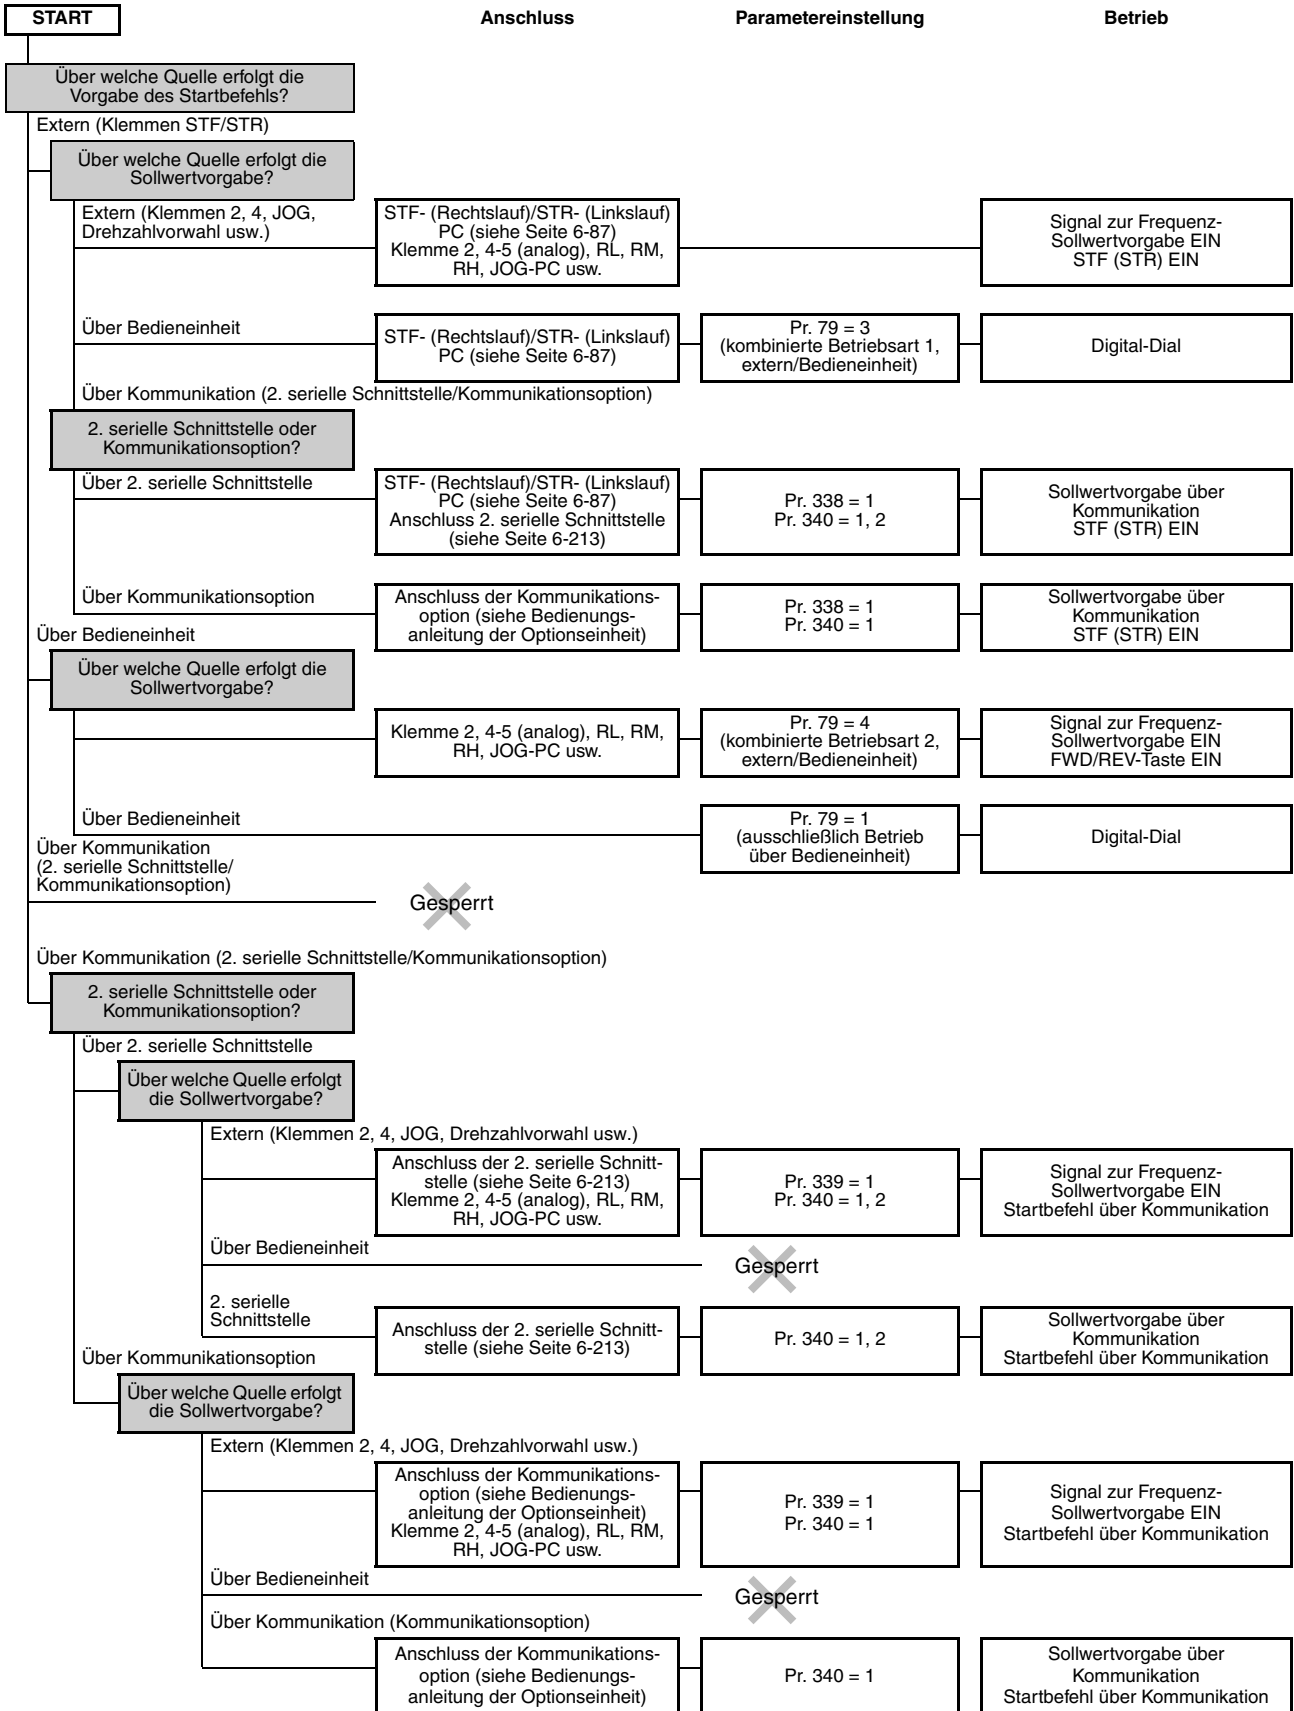 START
Anschluss
Parametereinstellung
Betrieb
Über welche Quelle erfolgt die
Vorgabe des Startbefehls?
Extern (Klemmen STF/STR)
Über welche Quelle erfolgt die
Sollwertvorgabe?
Extern (Klemmen 2, 4, JOG,
Drehzahlvorwahl usw.)
STF- (Rechtslauf)/STR- (Linkslauf)
PC (siehe Seite 6-87)
Klemme 2, 4-5 (analog), RL, RM,
RH, JOG-PC usw.
Signal zur Frequenz-
Sollwertvorgabe EIN
STF (STR) EIN
Über Bedieneinheit
STF- (Rechtslauf)/STR- (Linkslauf)
PC (siehe Seite 6-87)
Pr. 79 = 3
(kombinierte Betriebsart 1,
extern/Bedieneinheit)
Digital-Dial
Über Kommunikation (2. serielle Schnittstelle/Kommunikationsoption)
2. serielle Schnittstelle oder
Kommunikationsoption?
Über 2. serielle Schnittstelle
STF- (Rechtslauf)/STR- (Linkslauf)
PC (siehe Seite 6-87)
Anschluss 2. serielle Schnittstelle
(siehe Seite 6-213)
Pr. 338 = 1
Pr. 340 = 1, 2
Sollwertvorgabe über
Kommunikation
STF (STR) EIN
Über Kommunikationsoption
Anschluss der Kommunikations-
option (siehe Bedienungs-
anleitung der Optionseinheit)
Pr. 338 = 1
Pr. 340 = 1
Sollwertvorgabe über
Kommunikation
STF (STR) EIN
Über Bedieneinheit
Über welche Quelle erfolgt die
Sollwertvorgabe?
Klemme 2, 4-5 (analog), RL, RM,
RH, JOG-PC usw.
Pr. 79 = 4
(kombinierte Betriebsart 2,
extern/Bedieneinheit)
Signal zur Frequenz-
Sollwertvorgabe EIN
FWD/REV-Taste EIN
Über Bedieneinheit
Pr. 79 = 1
(ausschließlich Betrieb
über Bedieneinheit)
Digital-Dial
Über Kommunikation
(2. serielle Schnittstelle/
Kommunikationsoption)
Gesperrt
Über Kommunikation (2. serielle Schnittstelle/Kommunikationsoption)
2. serielle Schnittstelle oder
Kommunikationsoption?
Über 2. serielle Schnittstelle
Über welche Quelle erfolgt
die Sollwertvorgabe?
Extern (Klemmen 2, 4, JOG, Drehzahlvorwahl usw.)
Anschluss der 2. serielle Schnitt-
stelle (siehe Seite 6-213)
Klemme 2, 4-5 (analog), RL, RM,
RH, JOG-PC usw.
Pr. 339 = 1
Pr. 340 = 1, 2
Signal zur Frequenz-
Sollwertvorgabe EIN
Startbefehl über Kommunikation
Über Bedieneinheit
Gesperrt
2. serielle
Schnittstelle
Anschluss der 2. serielle Schnitt-
stelle (siehe Seite 6-213)
Pr. 340 = 1, 2
Sollwertvorgabe über
Kommunikation
Startbefehl über Kommunikation
Über Kommunikationsoption
Über welche Quelle erfolgt
die Sollwertvorgabe?
Extern (Klemmen 2, 4, JOG, Drehzahlvorwahl usw.)
Anschluss der Kommunikations-
option (siehe Bedienungs-
anleitung der Optionseinheit)
Klemme 2, 4-5 (analog), RL, RM,
RH, JOG-PC usw.
Pr. 339 = 1
Pr. 340 = 1
Signal zur Frequenz-
Sollwertvorgabe EIN
Startbefehl über Kommunikation
Über Bedieneinheit
Gesperrt
Über Kommunikation (Kommunikationsoption)
Anschluss der Kommunikations-
option (siehe Bedienungs-
anleitung der Optionseinheit)
Pr. 340 = 1
Sollwertvorgabe über
Kommunikation
Startbefehl über Kommunikation